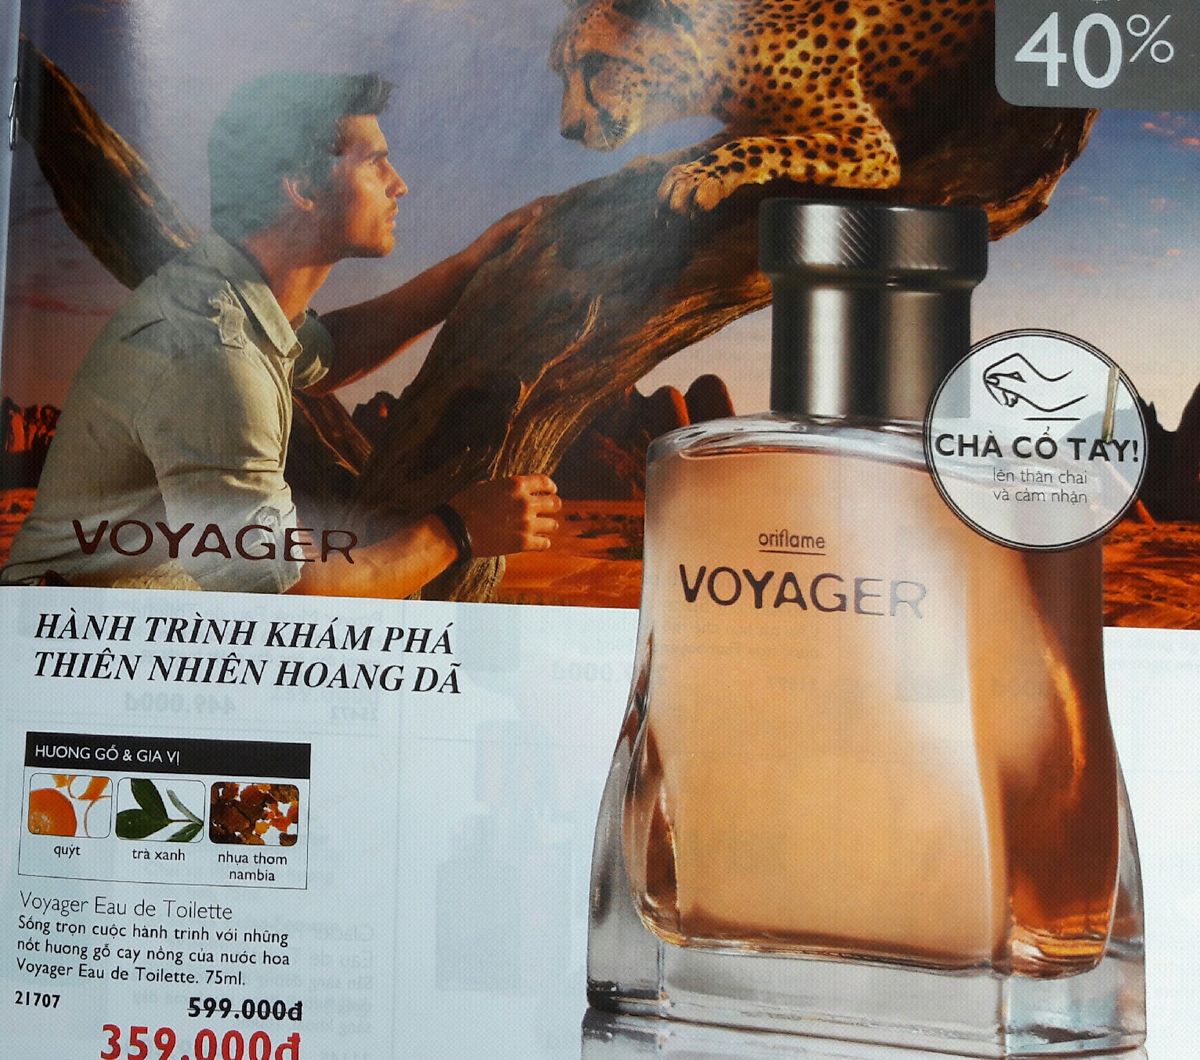 40%
CHÀ CỔ TAY!
lên thân chai
và cảm nhận
oriflame
VOYAGER
VOYAGER
HÀNH TRÌNH KHÁM PHÁ
THIÊN NHIÊN HOANG DÃ
HƯƠNG GỖ & GIA VỊ
quýt
trà xanh
nhựa thơm
nambia
Voyager Eau de Toilette
Sống trọn cuộc hành trình với những
nốt hương gỗ cay nồng của nước hoa
Voyager Eau de Toilette. 75ml.
21707
599.000đ
359.000đ